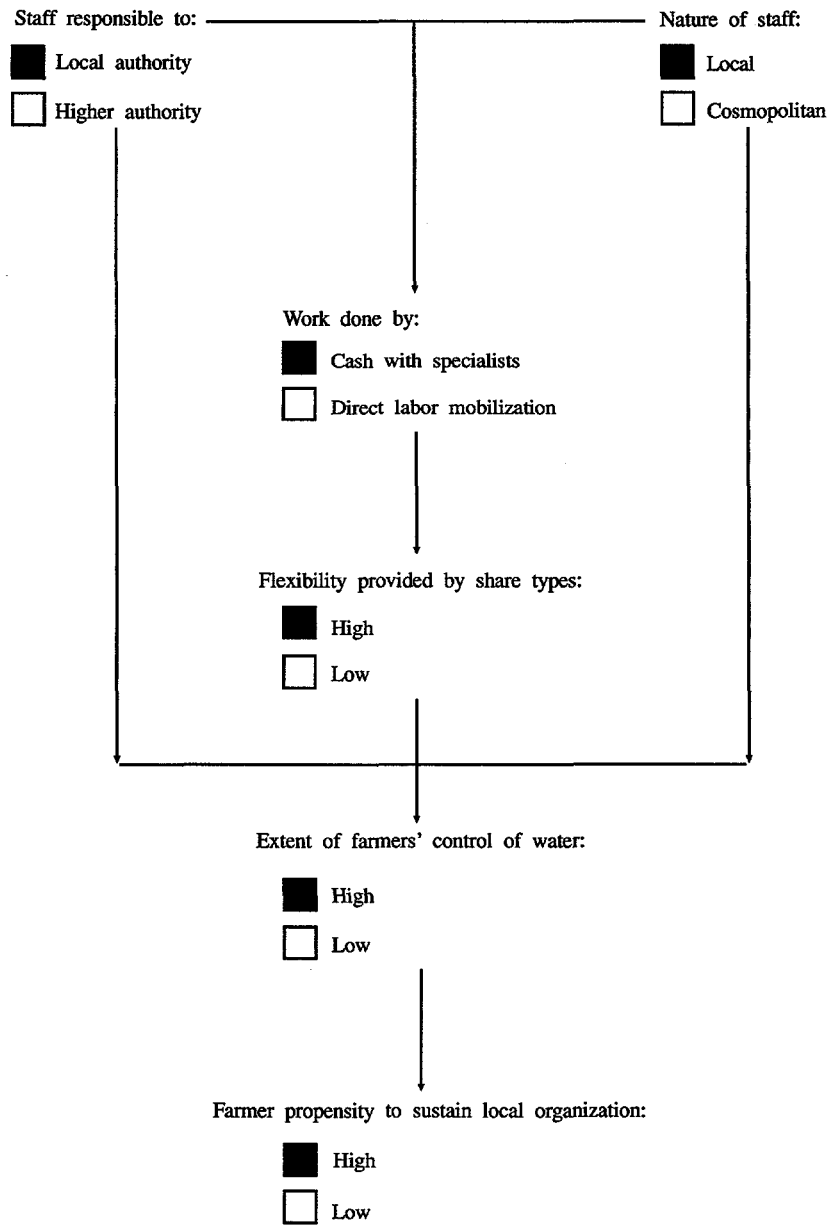 Staff responsible to:
Local authority
Higher authority
Nature of staff:
Local
Cosmopolitan
Work done by:
Cash with specialists
Direct labor mobilization
Flexibility provided by share types:
High
Low
Extent of farmers' control of water:
High
Low
Farmer propensity to sustain local organization:
High
Low